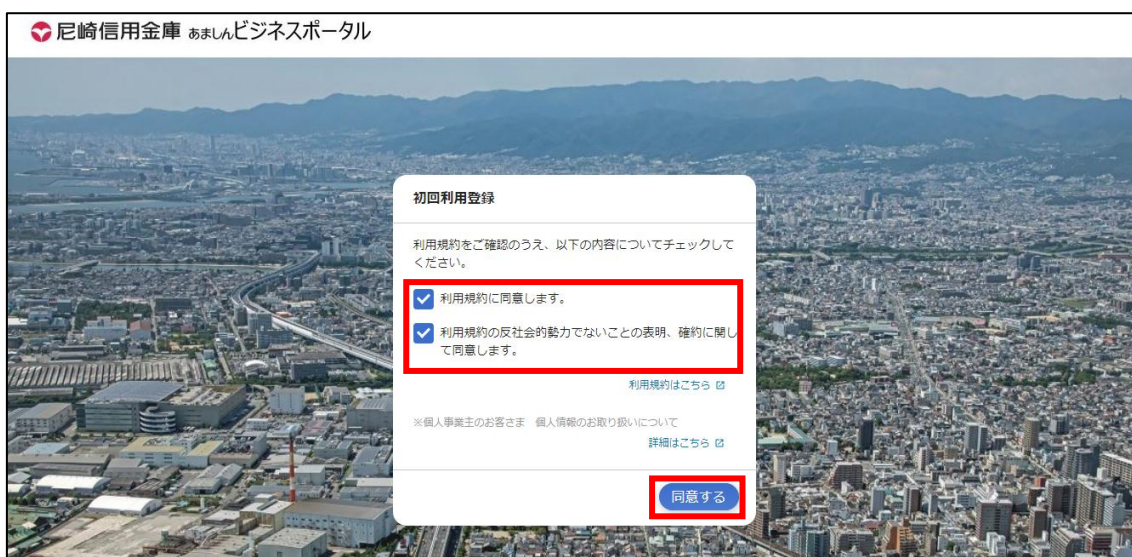 尼崎信用金庫 あましんビジネスポータル
初回利用登録
利用規約をご確認のうえ、以下の内容についてチェックして
ください。
利用規約に同意します。
利用規約の反社会的勢力でないことの表明、確約に関し
て同意します。
利用規約はこちら
※個人事業主のお客さま 個人情報のお取り扱いについて
詳細はこちら
同意する